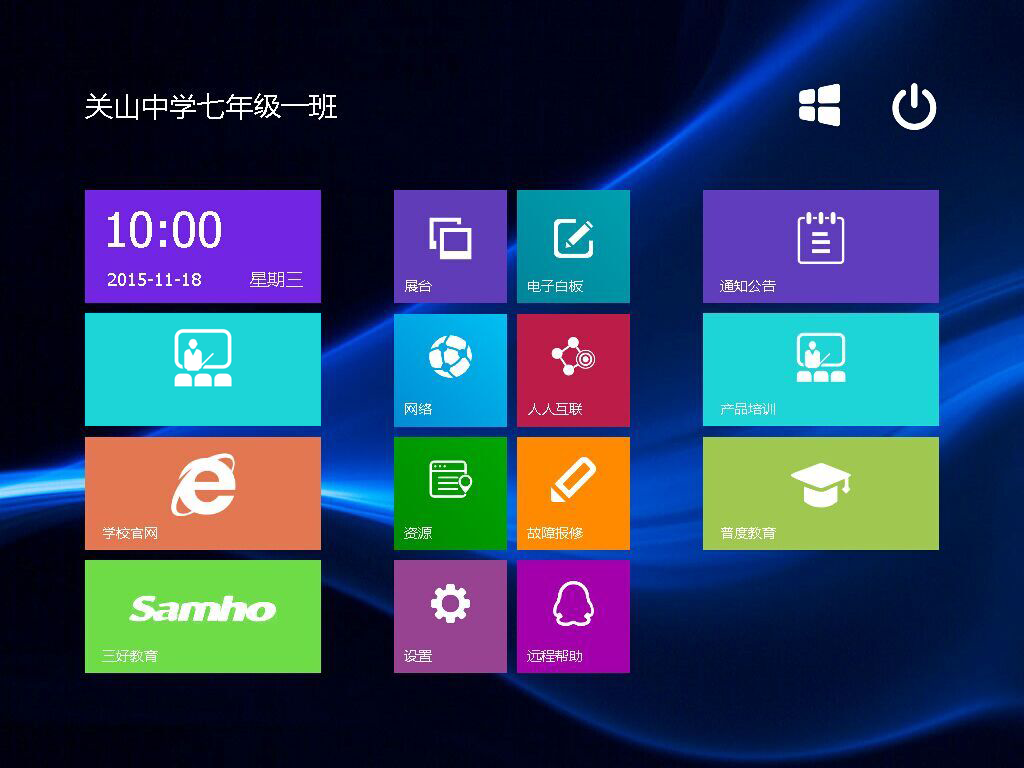 关山中学七年级一班
10:00
2015-11-18 星期三
展台
电子白板
通知公告
网络
人人互联
产品培训
学校官网
资源
故障报修
普度教育
Samho
三好教育
设置
远程帮助